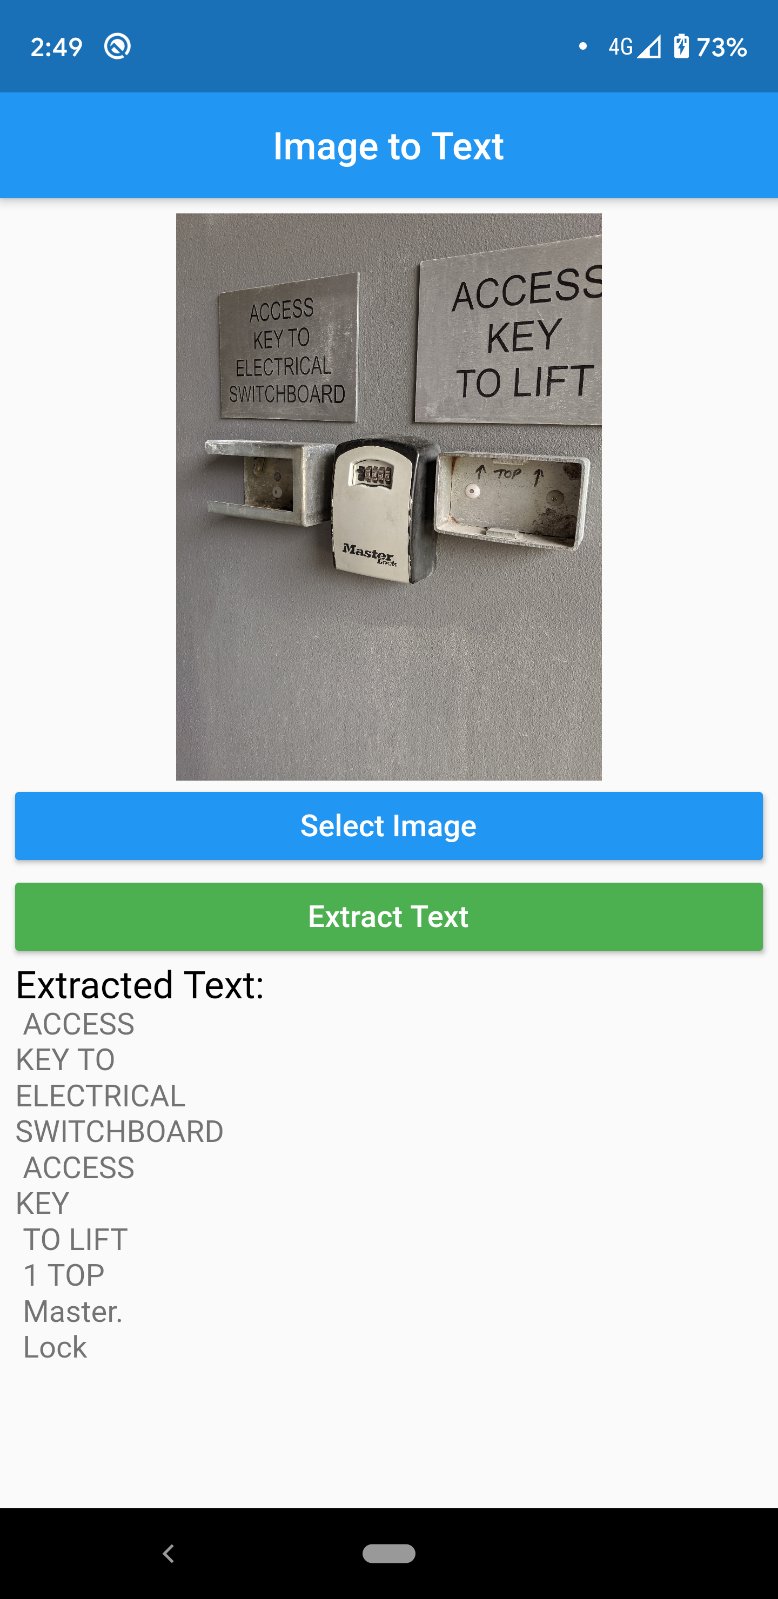 2:49 4G 73%
Image to Text
ACCESS
KEY TO
ELECTRICAL
SWITCHBOARD
ACCESS
KEY
TO LIFT
↑ TOP ↑
Master
Lock
Select Image
Extract Text
Extracted Text:
ACCESS
KEY TO
ELECTRICAL
SWITCHBOARD
ACCESS
KEY
TO LIFT
1 TOP
Master.
Lock